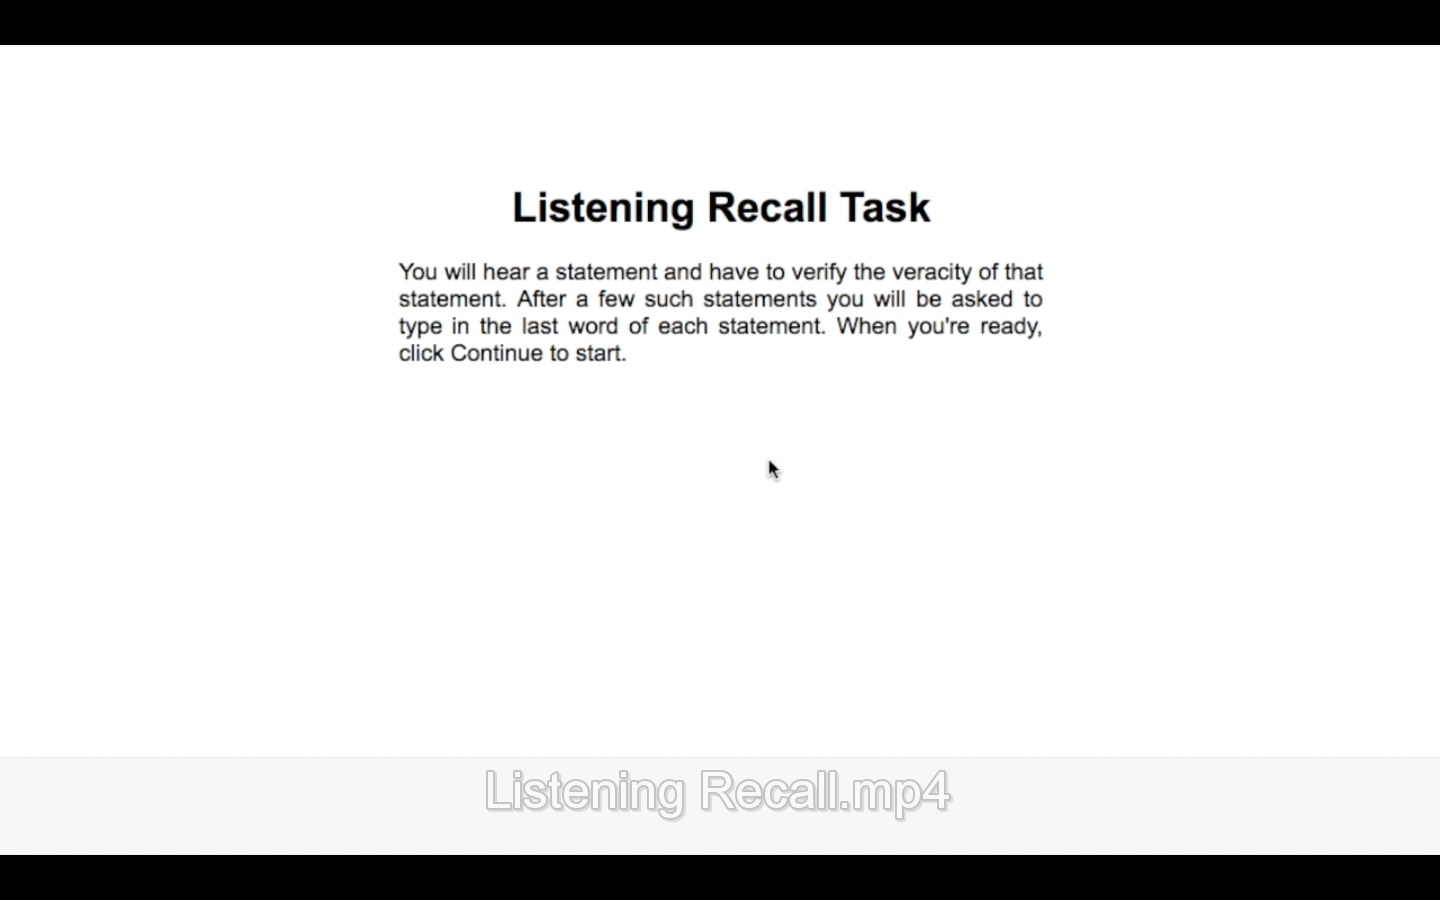 Listening Recall Task
You will hear a statement and have to verify the veracity of that
statement. After a few such statements you will be asked to
type in the last word of each statement. When you're ready,
click Continue to start.
Listening Recall.mp4